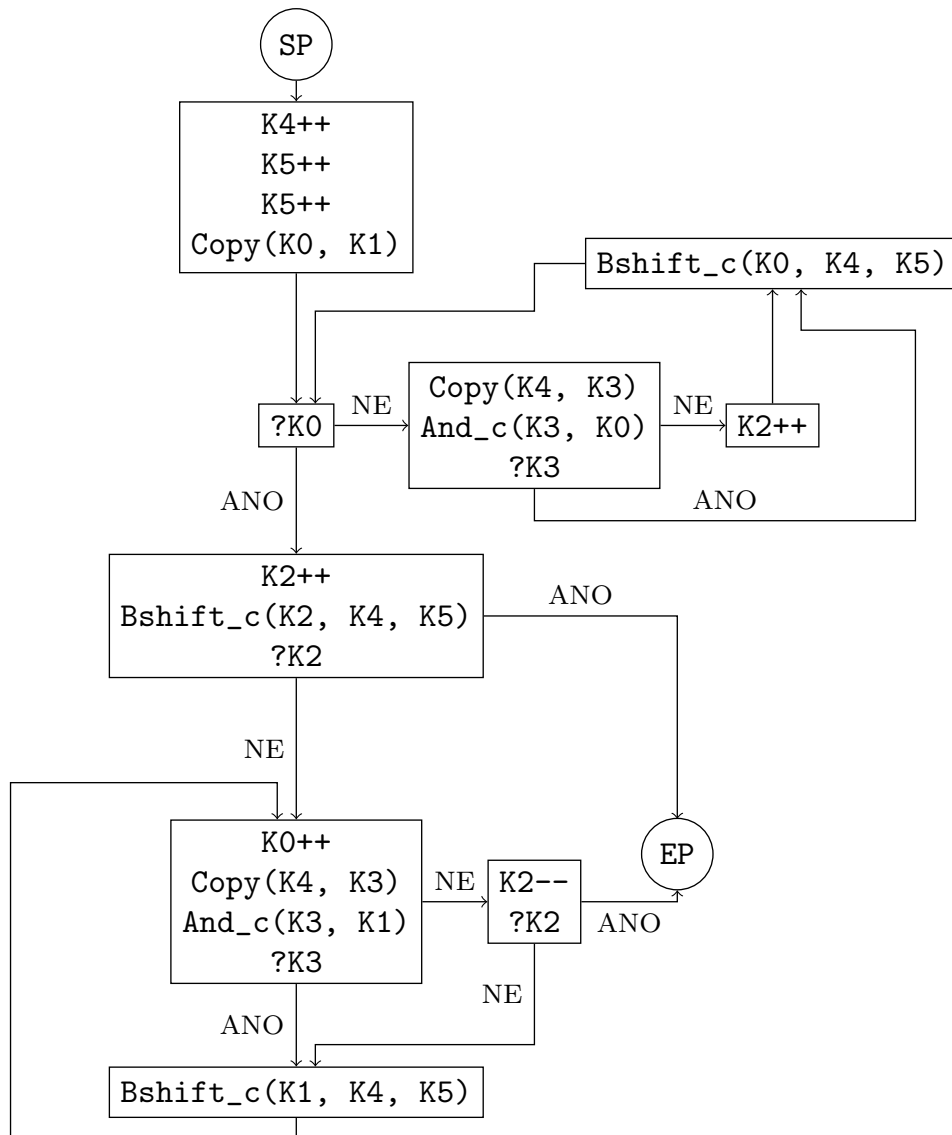 SP
K4++
K5++
K5++
Copy(K0, K1)
Bshift_c(K0, K4, K5)
?K0
NE
Copy(K4, K3)
And_c(K3, K0)
?K3
NE
K2++
ANO
ANO
K2++
Bshift_c(K2, K4, K5)
?K2
ANO
NE
K0++
Copy(K4, K3)
And_c(K3, K1)
?K3
NE
K2--
?K2
ANO
EP
NE
ANO
Bshift_c(K1, K4, K5)